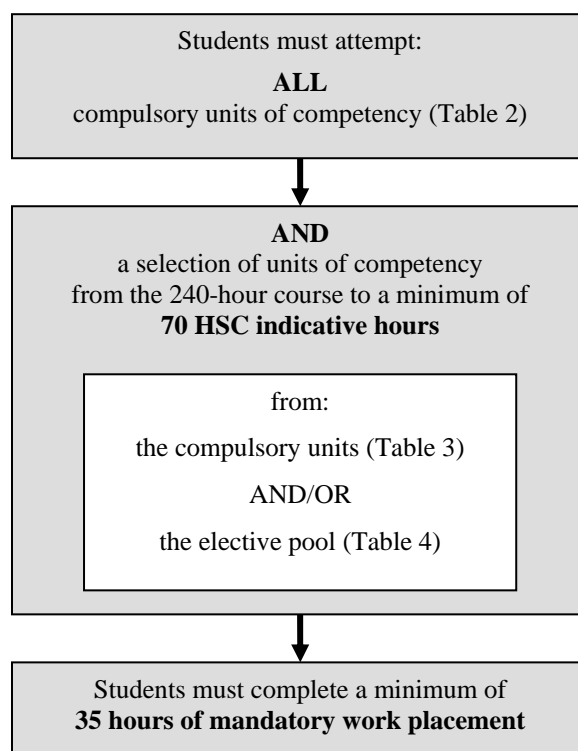 Students must attempt:
ALL
compulsory units of competency (Table 2)
AND
a selection of units of competency
from the 240-hour course to a minimum of
70 HSC indicative hours
from:
the compulsory units (Table 3)
AND/OR
the elective pool (Table 4)
Students must complete a minimum of
35 hours of mandatory work placement